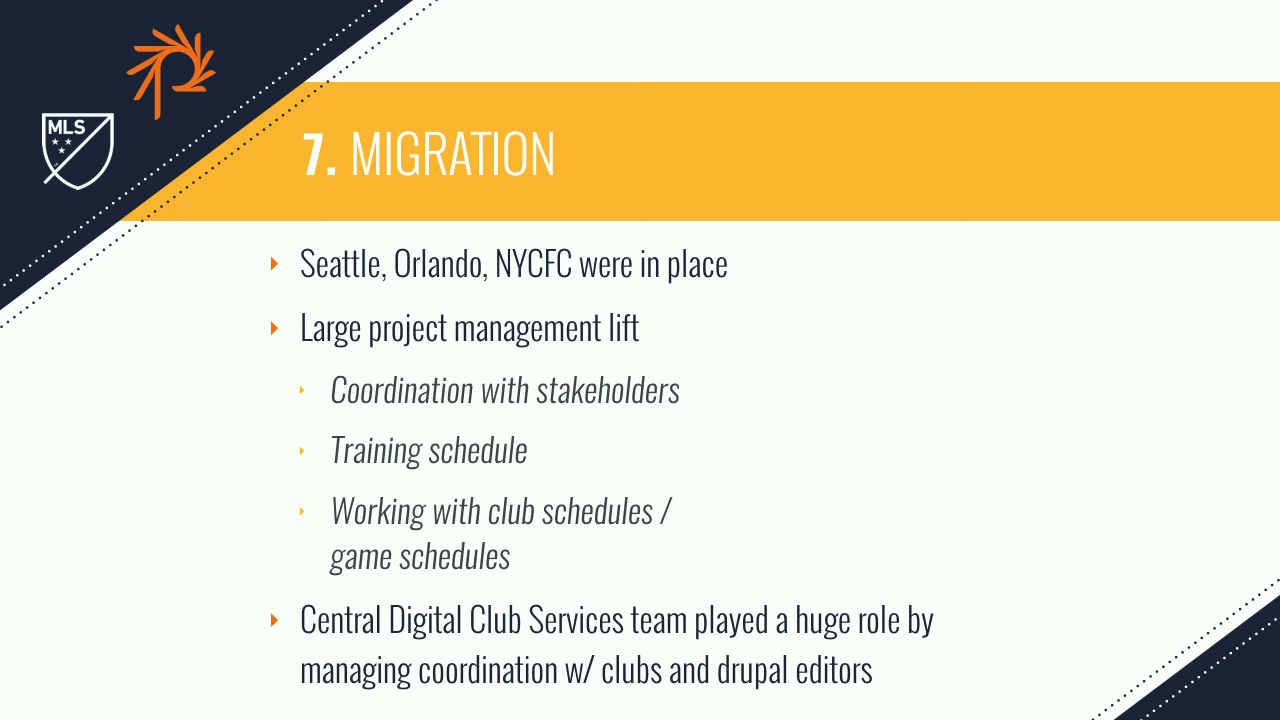 MLS
7. MIGRATION
Seattle, Orlando, NYCFC were in place
Large project management lift
Coordination with stakeholders
Training schedule
Working with club schedules /
game schedules
Central Digital Club Services team played a huge role by
managing coordination w/ clubs and drupal editors